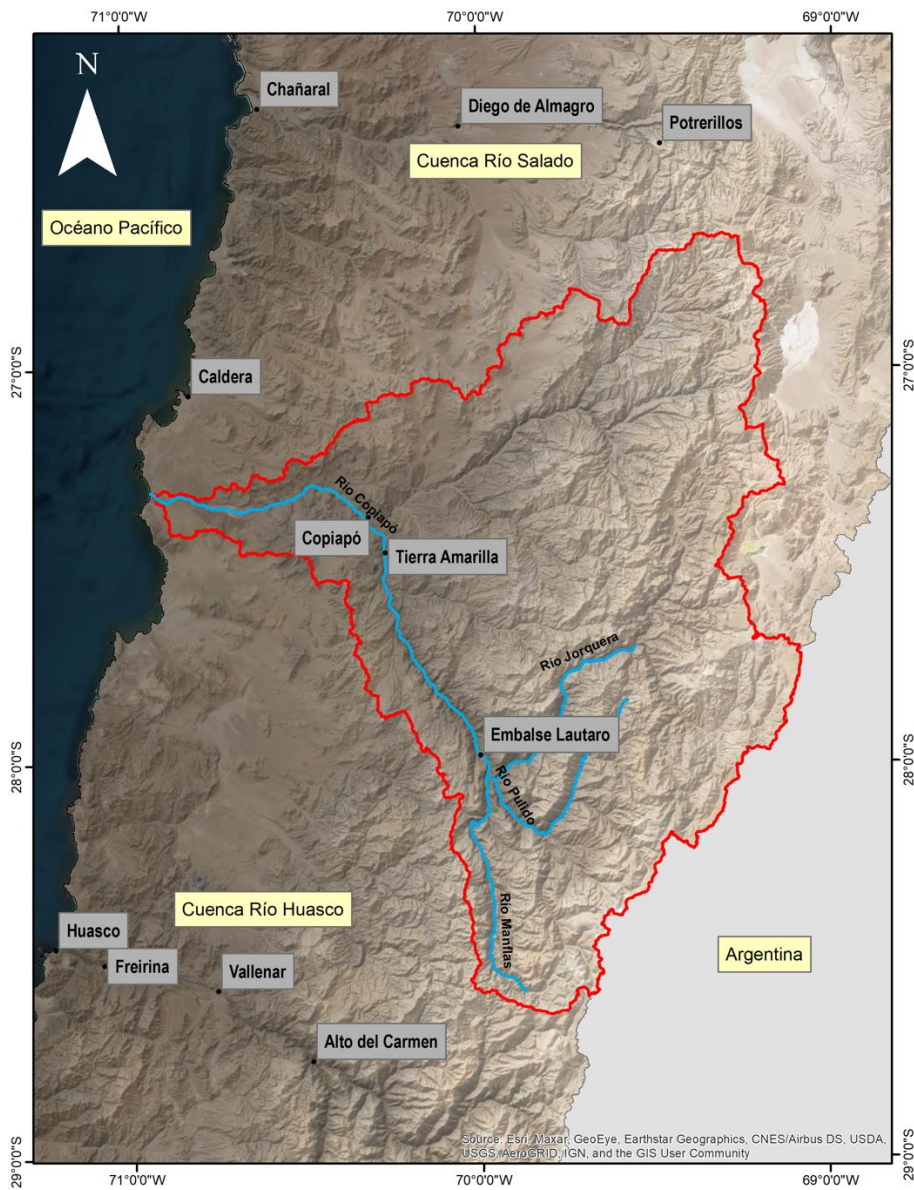 71°0'0"W
70°0'0"W
69°0'0"W
N
Chañaral
Diego de Almagro
Potrerillos
Cuenca Río Salado
Océano Pacífico
27°0'0"S
27°0'0"S
Caldera
Río Copiapó
Copiapó
Tierra Amarilla
Río Jorquera
Embalse Lautaro
28°0'0"S
28°0'0"S
Río Pulido
Cuenca Río Huasco
Río Manflas
Huasco
Freirina
Vallenar
Argentina
Alto del Carmen
Source: Esri, Maxar, GeoEye, Earthstar Geographics, CNES/Airbus DS, USDA,
USGS, AeroGRID, IGN, and the GIS User Community
29°0'0"S
29°0'0"S
71°0'0"W
70°0'0"W
69°0'0"W